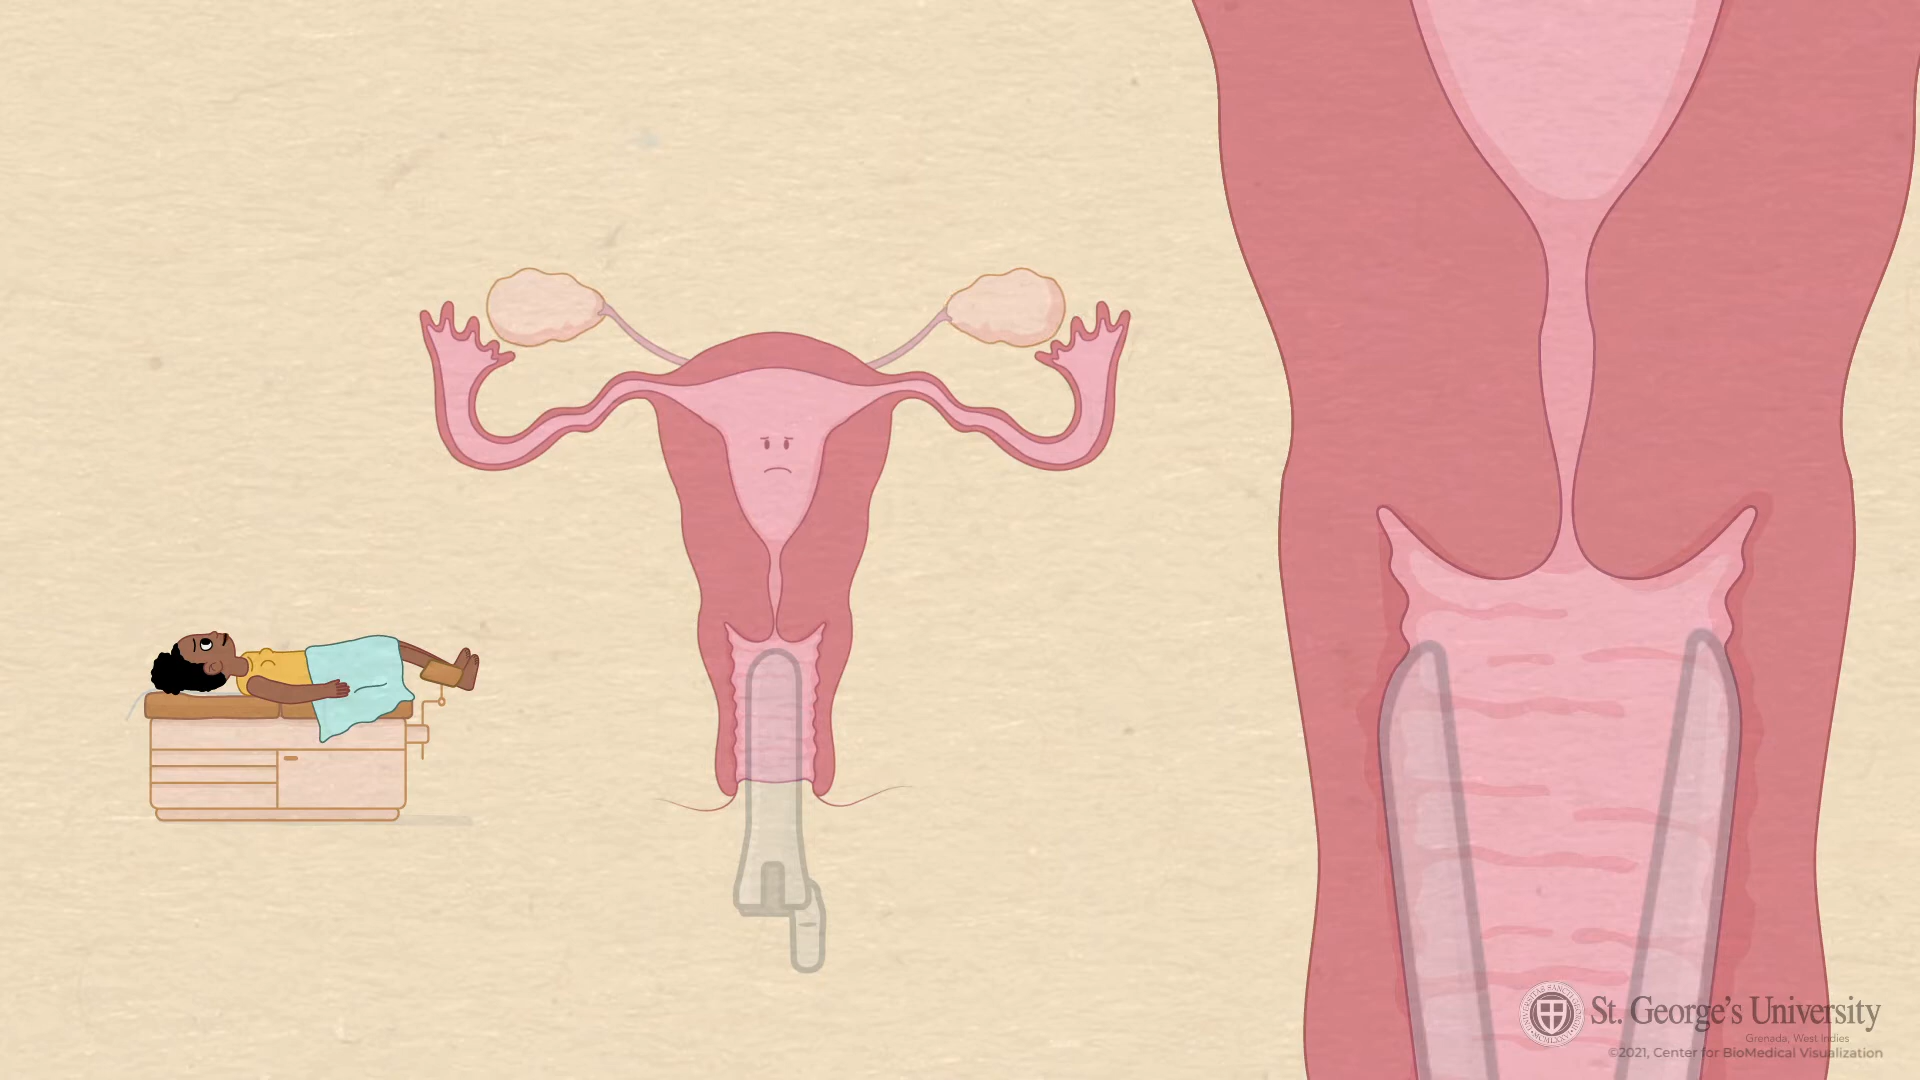 St. George's University
Grenada, West Indies
©2021, Center for BioMedical Visualization